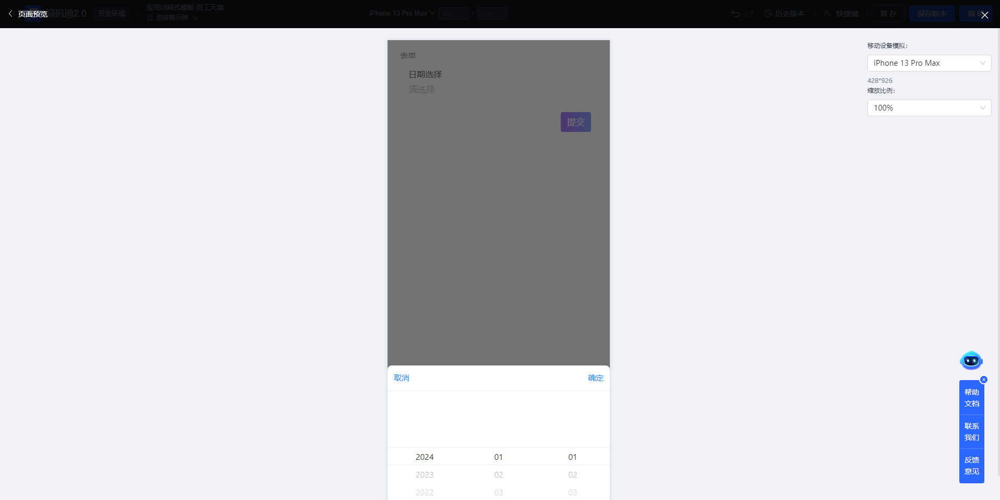 页面预览
编码通2.0
开发环境
应用UI样式模板-员工天地
选择器示例
iPhone 13 Pro Max
428
x
926
历史版本
快捷键
暂 存
保存版本
表单
日期选择
请选择
提交
移动设备模拟：
iPhone 13 Pro Max
428*926
缩放比例：
100%
取消
确定
2024 01 01
2023 02 02
2022 03 03
帮助
文档
联系
我们
反馈
意见